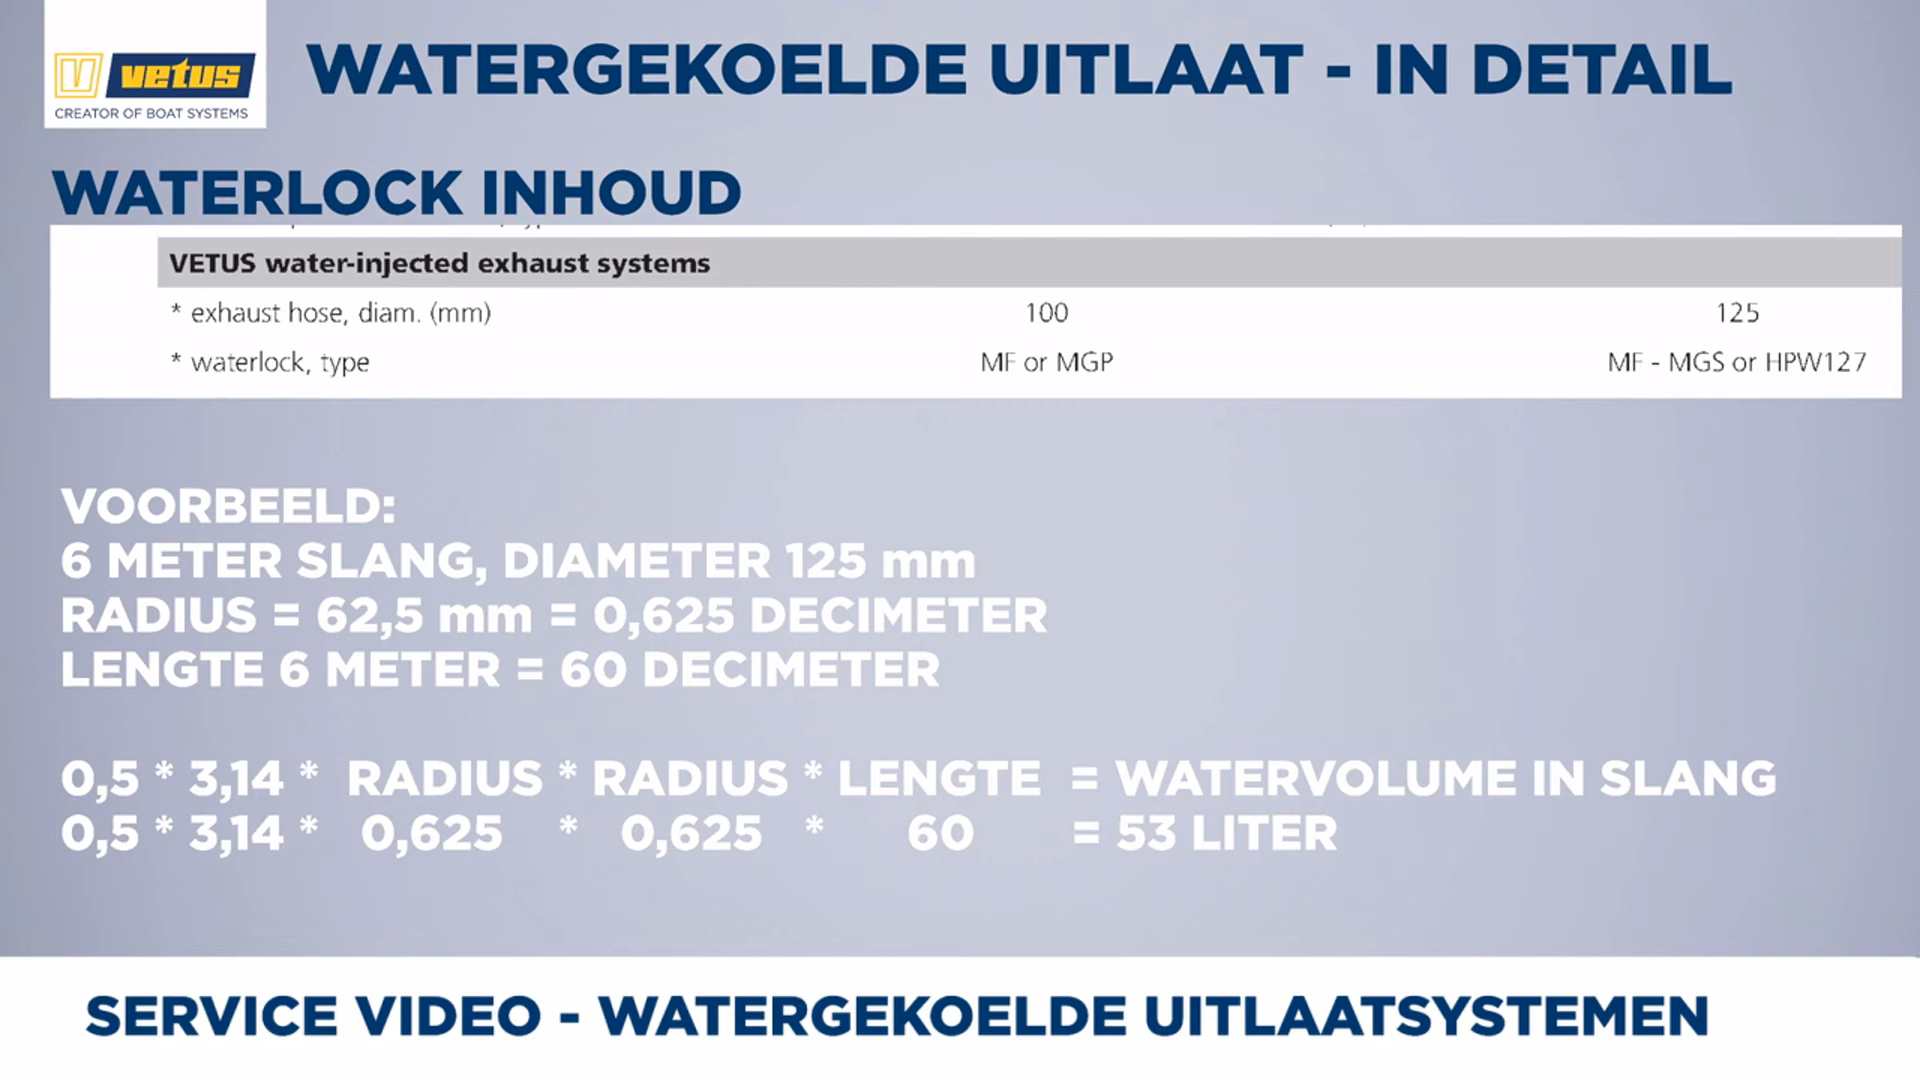 vetus
CREATOR OF BOAT SYSTEMS
WATERGEKOELDE UITLAAT - IN DETAIL
WATERLOCK INHOUD
VETUS water-injected exhaust systems
* exhaust hose, diam. (mm) 100 125
* waterlock, type MF or MGP MF - MGS or HPW127
VOORBEELD:
6 METER SLANG, DIAMETER 125 mm
RADIUS = 62,5 mm = 0,625 DECIMETER
LENGTE 6 METER = 60 DECIMETER
0,5 * 3,14 * RADIUS * RADIUS * LENGTE = WATERVOLUME IN SLANG
0,5 * 3,14 * 0,625 * 0,625 * 60 = 53 LITER
SERVICE VIDEO - WATERGEKOELDE UITLAATSYSTEMEN